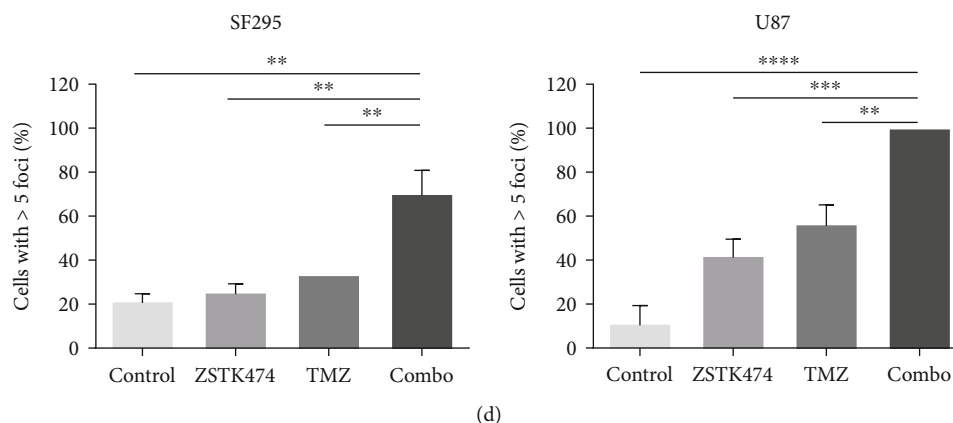 SF295
Cells with > 5 foci (%)
120
100
80
60
40
20
0
**
**
**
Control ZSTK474 TMZ Combo
U87
Cells with > 5 foci (%)
120
100
80
60
40
20
0
****
***
**
Control ZSTK474 TMZ Combo
(d)